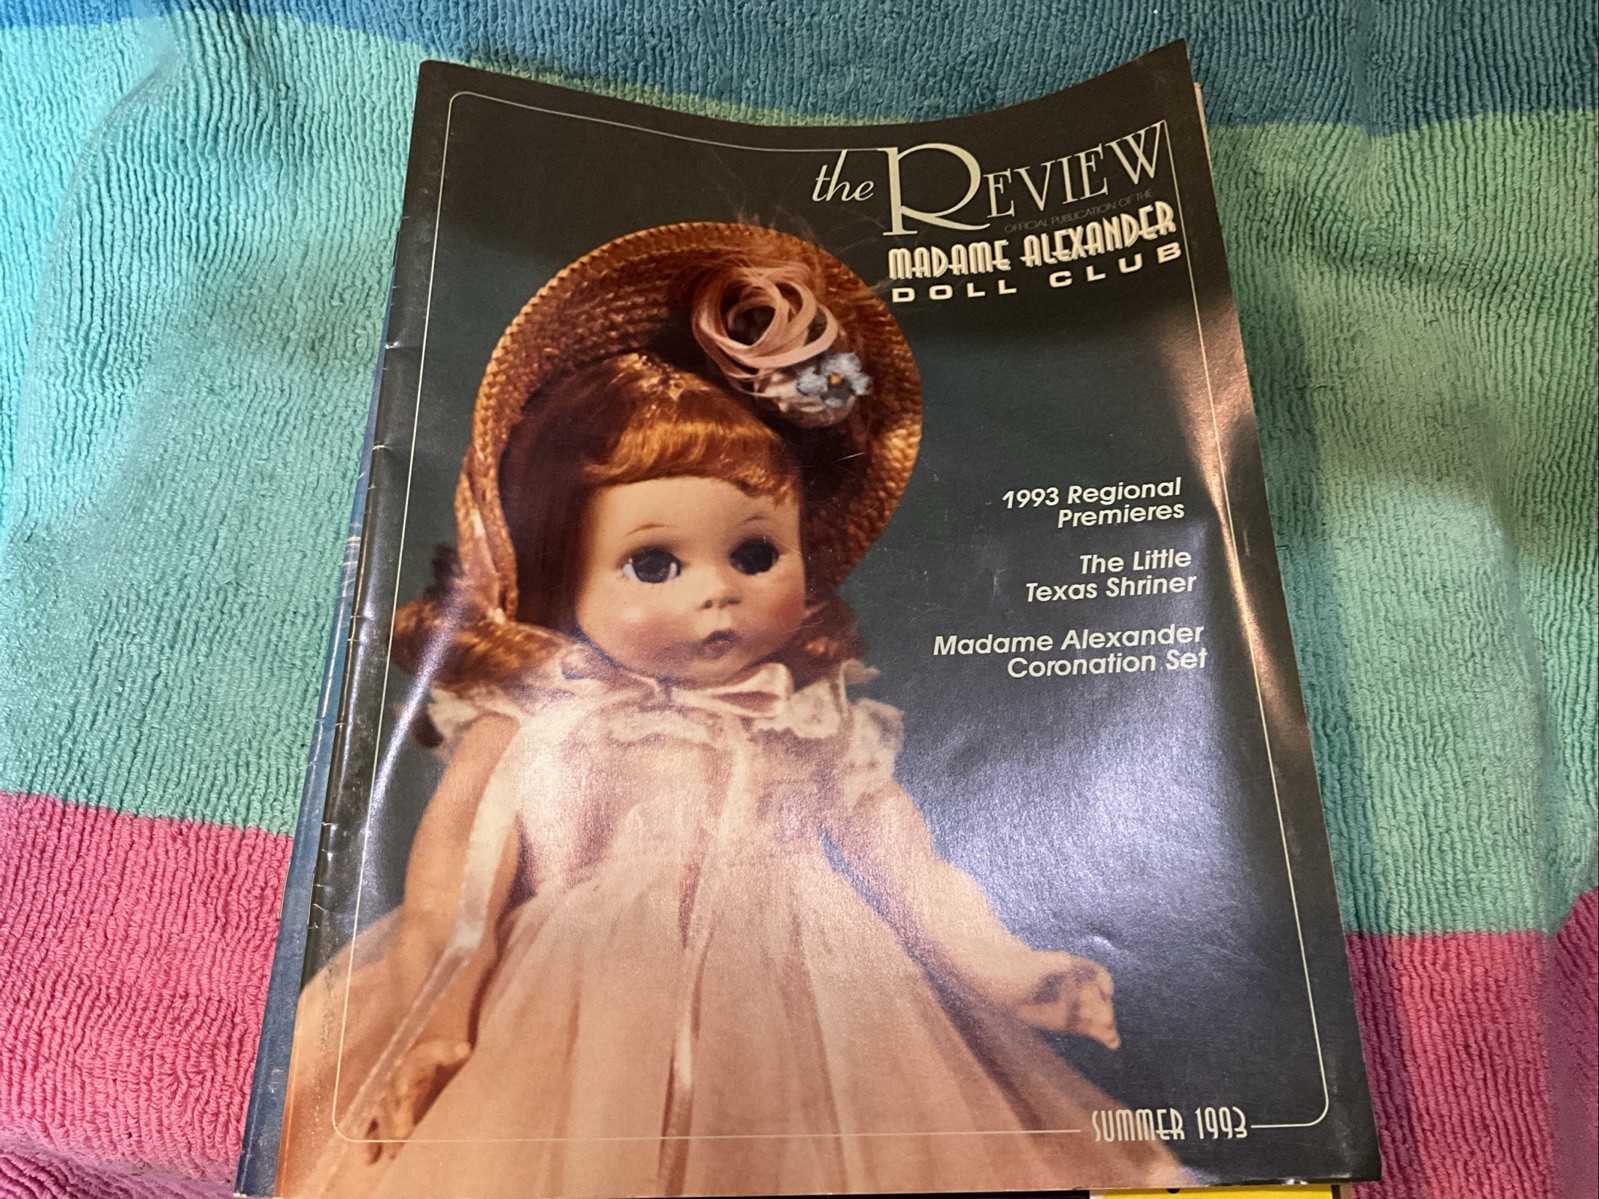 the REVIEW
OFFICIAL PUBLICATION OF THE
MADAME ALEXANDER
DOLL CLUB
1993 Regional
Premieres
The Little
Texas Shriner
Madame Alexander
Coronation Set
SUMMER 1993